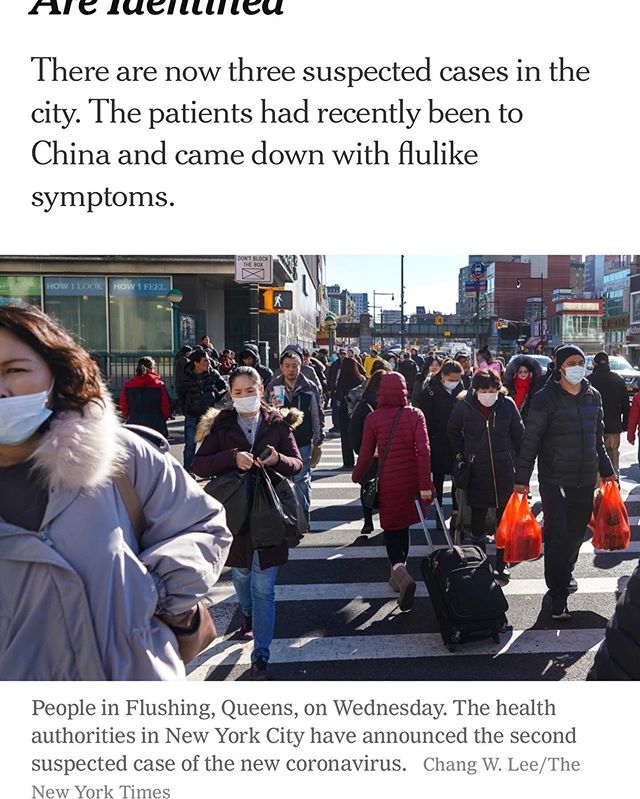 Are Identified
There are now three suspected cases in the
city. The patients had recently been to
China and came down with flulike
symptoms.
DON'T BLOCK
THE BOX
HOW I LOOK
HOW I FEEL
People in Flushing, Queens, on Wednesday. The health
authorities in New York City have announced the second
suspected case of the new coronavirus. Chang W. Lee/The
New York Times